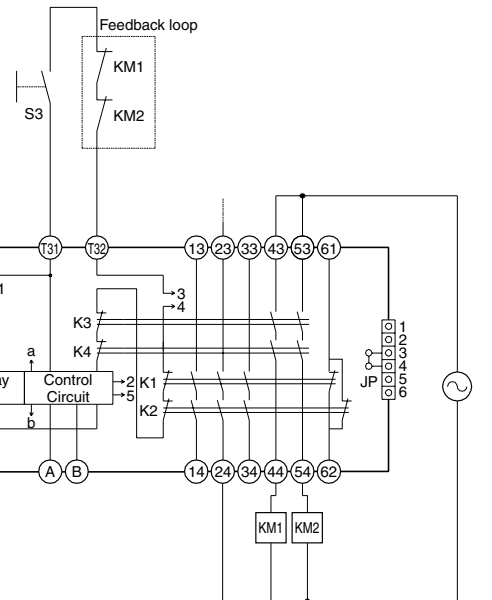 Feedback loop
KM1
KM2
S3
T31
T32
13
23
33
43
53
61
1
3
4
K3
K4
a
ay
Control
Circuit
2
5
b
K1
K2
JP
1
2
3
4
5
6
A
B
14
24
34
44
54
62
KM1
KM2